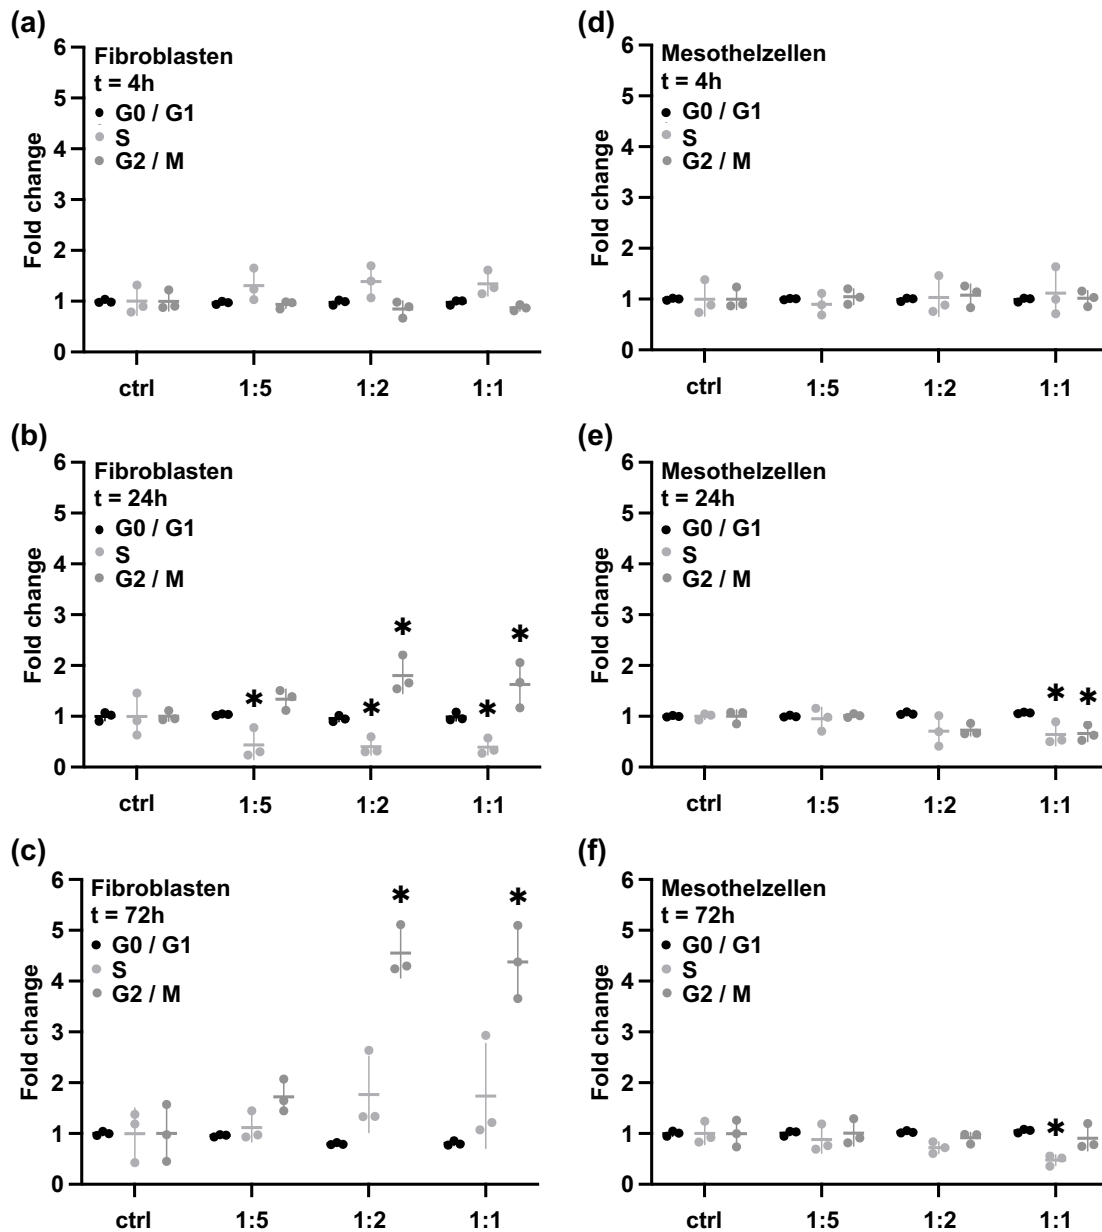 (a)
Fibroblasten
t = 4h
G0 / G1
S
G2 / M
Fold change
6
5
4
3
2
1
0
ctrl 1:5 1:2 1:1
(d)
Mesothelzellen
t = 4h
G0 / G1
S
G2 / M
Fold change
6
5
4
3
2
1
0
ctrl 1:5 1:2 1:1
(b)
Fibroblasten
t = 24h
G0 / G1
S
G2 / M
Fold change
6
5
4
3
2
1
0
* * * * *
ctrl 1:5 1:2 1:1
(e)
Mesothelzellen
t = 24h
G0 / G1
S
G2 / M
Fold change
6
5
4
3
2
1
0
* *
ctrl 1:5 1:2 1:1
(c)
Fibroblasten
t = 72h
G0 / G1
S
G2 / M
Fold change
6
5
4
3
2
1
0
* *
ctrl 1:5 1:2 1:1
(f)
Mesothelzellen
t = 72h
G0 / G1
S
G2 / M
Fold change
6
5
4
3
2
1
0
*
ctrl 1:5 1:2 1:1